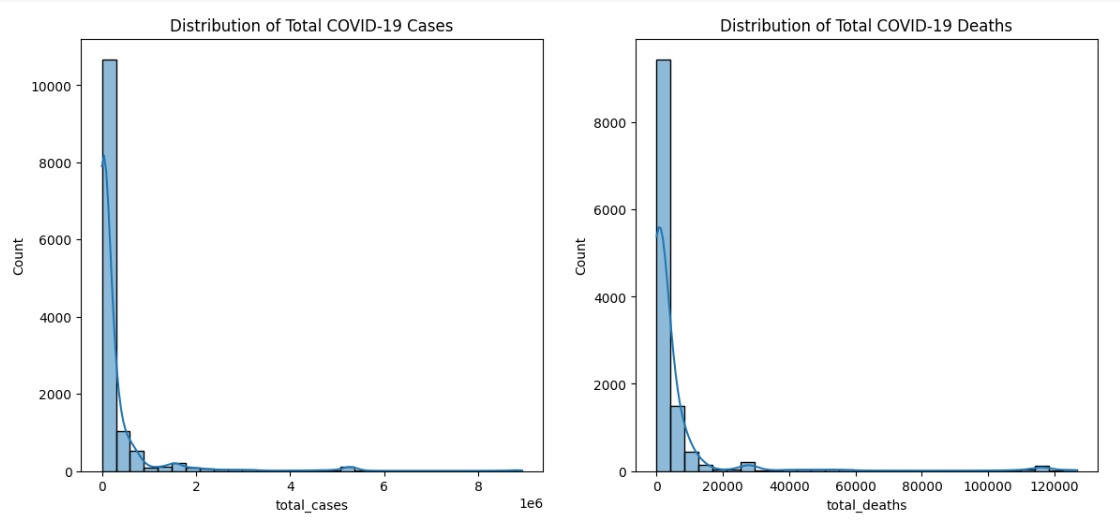 Distribution of Total COVID-19 Cases
Count
10000
8000
6000
4000
2000
0
0 2 4 6 8
1e6
total_cases
Distribution of Total COVID-19 Deaths
Count
8000
6000
4000
2000
0
0 20000 40000 60000 80000 100000 120000
total_deaths